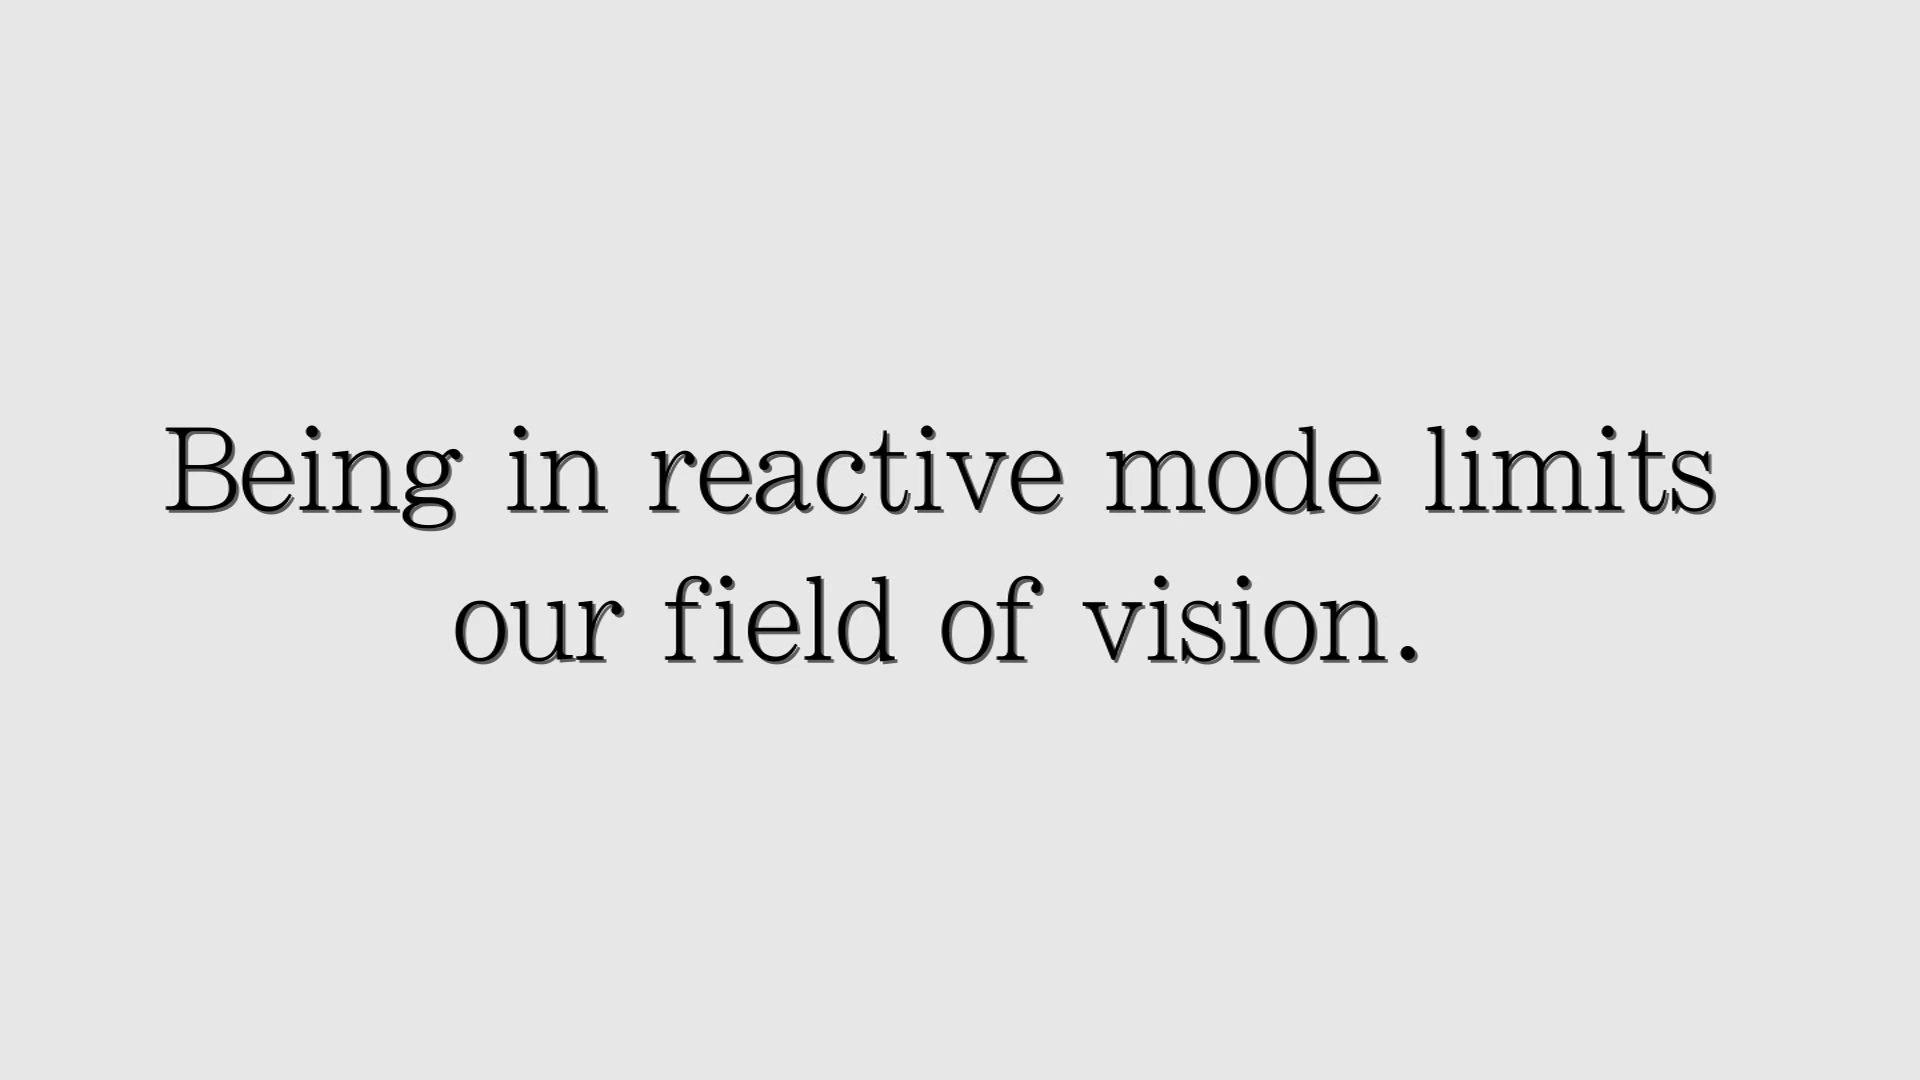 Being in reactive mode limits
our field of vision.